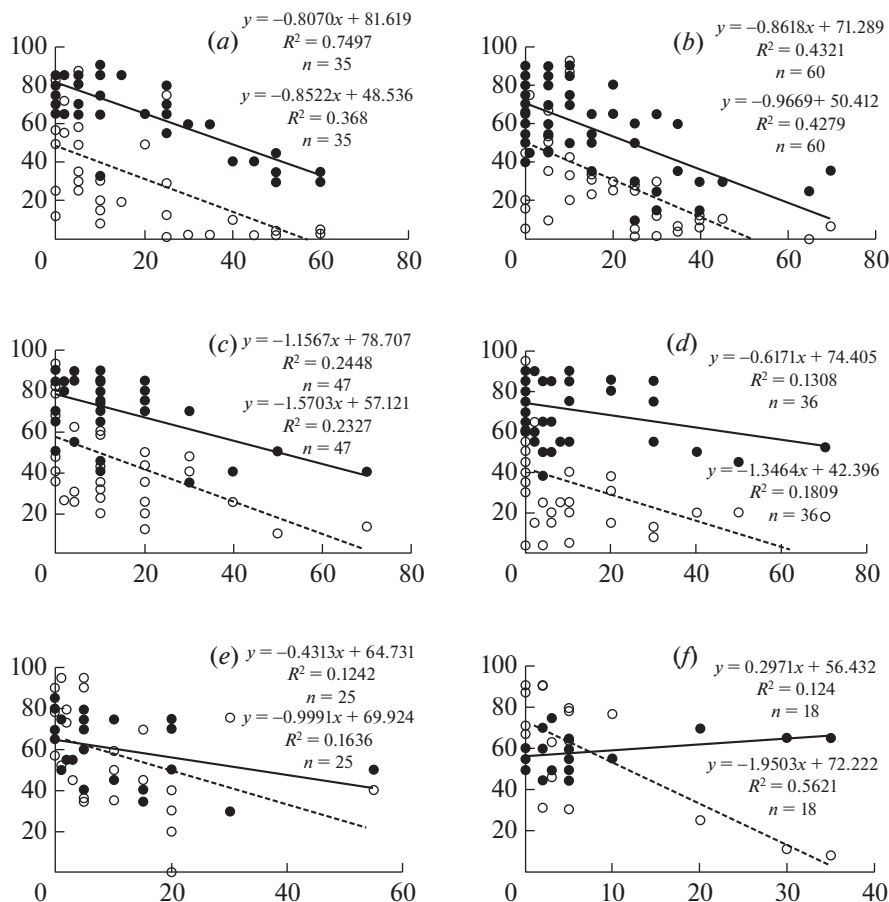 (a)
y = −0.8070x + 81.619
R² = 0.7497
n = 35
y = −0.8522x + 48.536
R² = 0.368
n = 35
100
80
60
40
20
0 20 40 60 80
(b)
y = −0.8618x + 71.289
R² = 0.4321
n = 60
y = −0.9669x + 50.412
R² = 0.4279
n = 60
100
80
60
40
20
0 20 40 60 80
(c)
y = −1.1567x + 78.707
R² = 0.2448
n = 47
y = −1.5703x + 57.121
R² = 0.2327
n = 47
100
80
60
40
20
0 20 40 60 80
(d)
y = −0.6171x + 74.405
R² = 0.1308
n = 36
y = −1.3464x + 42.396
R² = 0.1809
n = 36
100
80
60
40
20
0 20 40 60 80
(e)
y = −0.4313x + 64.731
R² = 0.1242
n = 25
y = −0.9991x + 69.924
R² = 0.1636
n = 25
100
80
60
40
20
0 20 40 60
(f)
y = 0.2971x + 56.432
R² = 0.124
n = 18
y = −1.9503x + 72.222
R² = 0.5621
n = 18
100
80
60
40
20
0 10 20 30 40